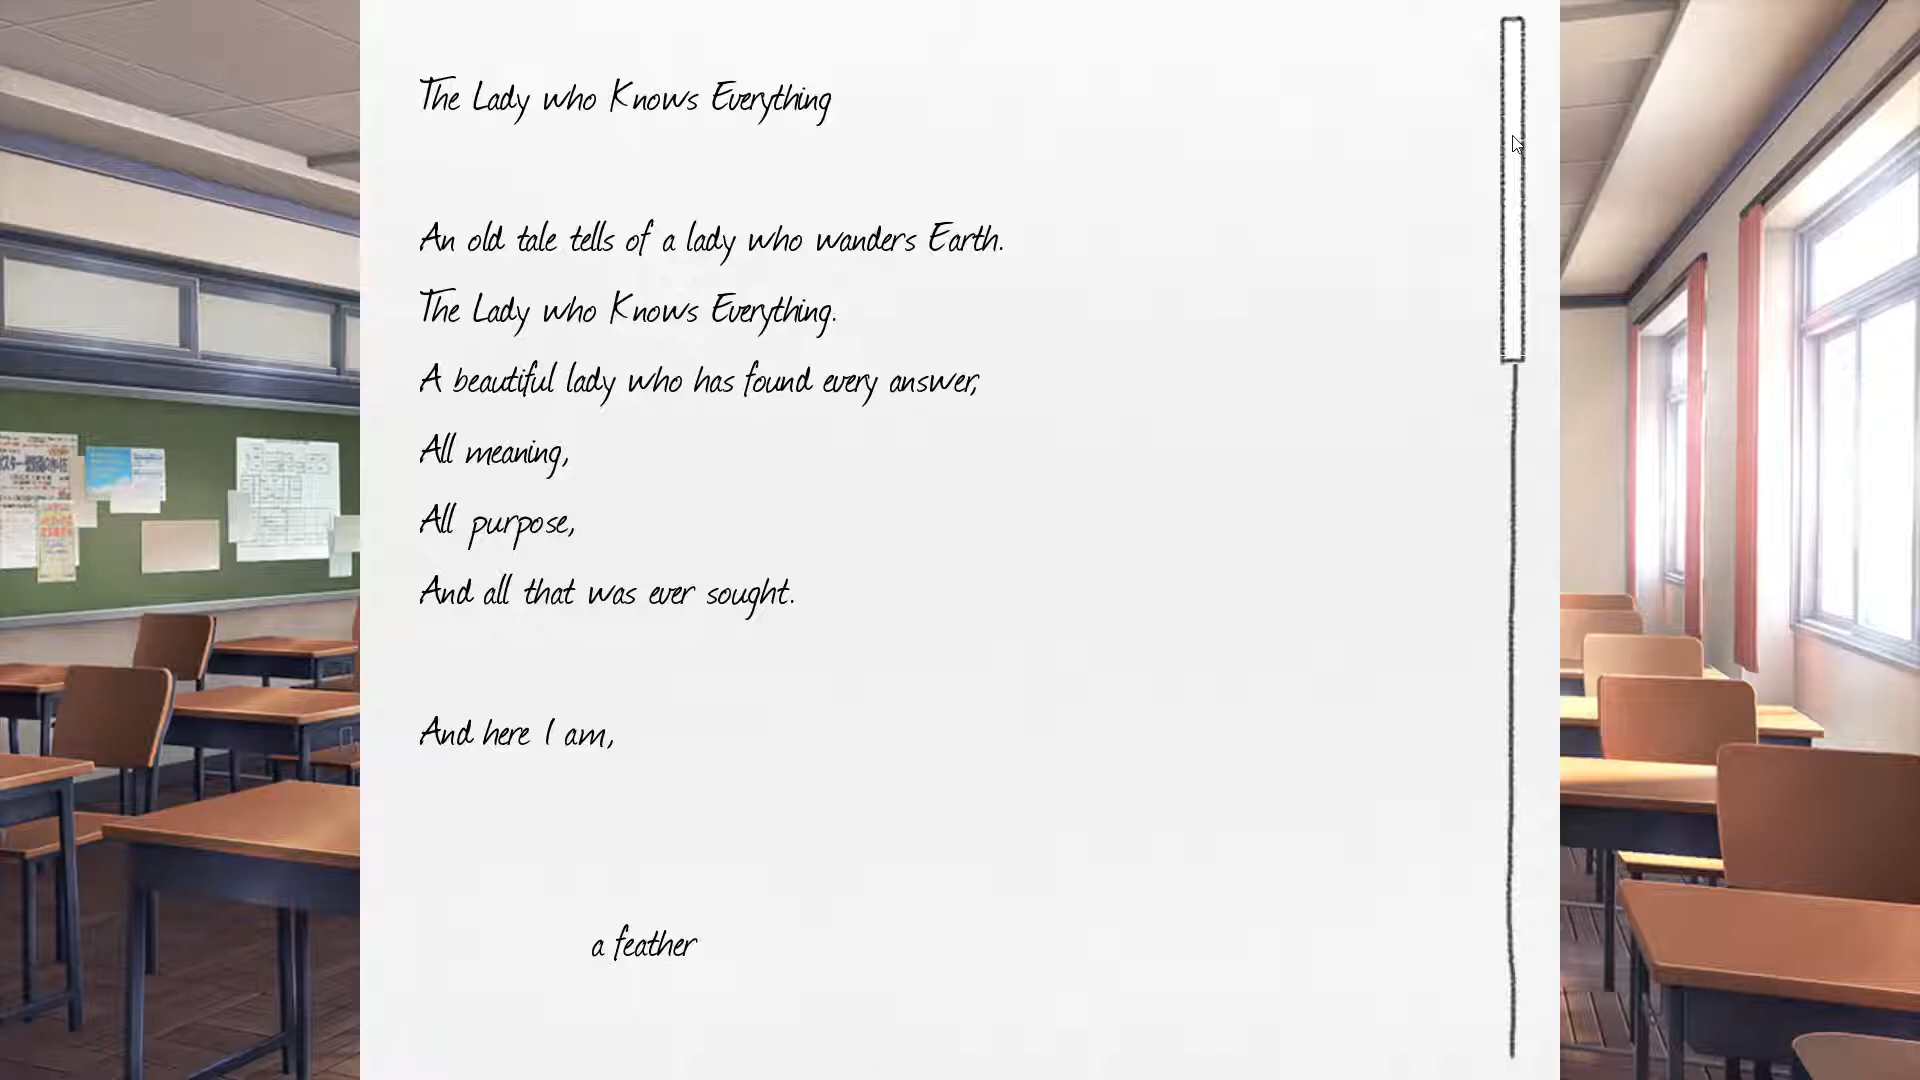 The Lady who Knows Everything
An old tale tells of a lady who wanders Earth.
The Lady who Knows Everything.
A beautiful lady who has found every answer,
All meaning,
All purpose,
And all that was ever sought.
And here I am,
a feather